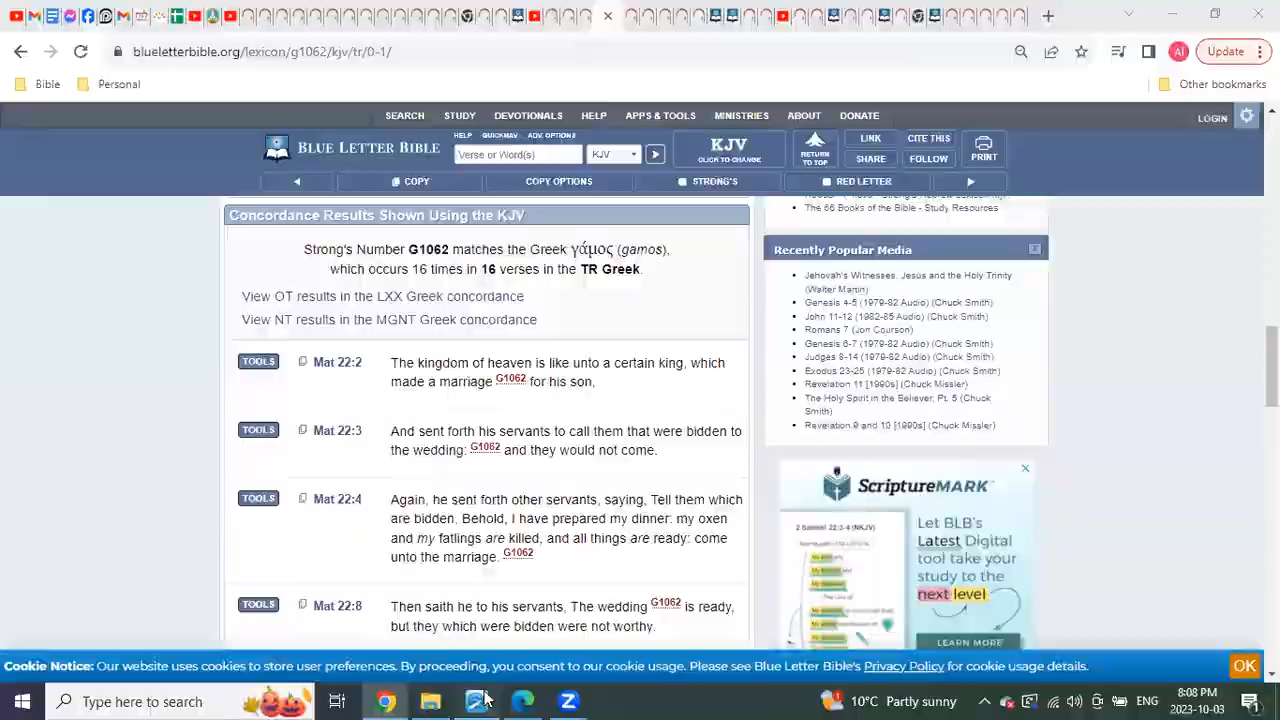 blueletterbible.org/lexicon/g1062/kjv/tr/0-1/
AI
Update
Bible
Personal
Other bookmarks
SEARCH STUDY DEVOTIONALS HELP APPS & TOOLS MINISTRIES ABOUT DONATE
LOGIN
BLUE LETTER BIBLE
HELP QUICKNAV ADV. OPTIONS
Verse or Word(s)
KJV
KJV
CLICK TO CHANGE
RETURN
TO TOP
LINK
CITE THIS
SHARE
FOLLOW
PRINT
COPY
COPY OPTIONS
STRONG'S
RED LETTER
Concordance Results Shown Using the KJV
Strong's Number G1062 matches the Greek γάμος (gamos),
which occurs 16 times in 16 verses in the TR Greek.
View OT results in the LXX Greek concordance
View NT results in the MGNT Greek concordance
TOOLS Mat 22:2 The kingdom of heaven is like unto a certain king, which
made a marriage G1062 for his son,
TOOLS Mat 22:3 And sent forth his servants to call them that were bidden to
the wedding: G1062 and they would not come.
TOOLS Mat 22:4 Again, he sent forth other servants, saying, Tell them which
are bidden, Behold, I have prepared my dinner: my oxen
and my fatlings are killed, and all things are ready: come
unto the marriage. G1062
TOOLS Mat 22:8 Then saith he to his servants, The wedding G1062 is ready,
but they which were bidden were not worthy.
The 66 Books of the Bible - Study Resources
Recently Popular Media
Jehovah's Witnesses, Jesus and the Holy Trinity
(Walter Martin)
Genesis 4-5 (1979-82 Audio) (Chuck Smith)
John 11-12 (1982-85 Audio) (Chuck Smith)
Romans 7 (Jon Courson)
Genesis 6-7 (1979-82 Audio) (Chuck Smith)
Judges 8-14 (1979-82 Audio) (Chuck Smith)
Exodus 23-25 (1979-82 Audio) (Chuck Smith)
Revelation 11 [1990s] (Chuck Missler)
The Holy Spirit in the Believer, Pt. 5 (Chuck
Smith)
Revelation 9 and 10 [1990s] (Chuck Missler)
ScriptureMARK
2 Samuel 22:3-4 (NKJV)
Let BLB's
Latest Digital
tool take your
study to the
next level
LEARN MORE
Cookie Notice: Our website uses cookies to store user preferences. By proceeding, you consent to our cookie usage. Please see Blue Letter Bible's Privacy Policy for cookie usage details.
OK
Type here to search
10°C Partly sunny
ENG
8:08 PM
2023-10-03